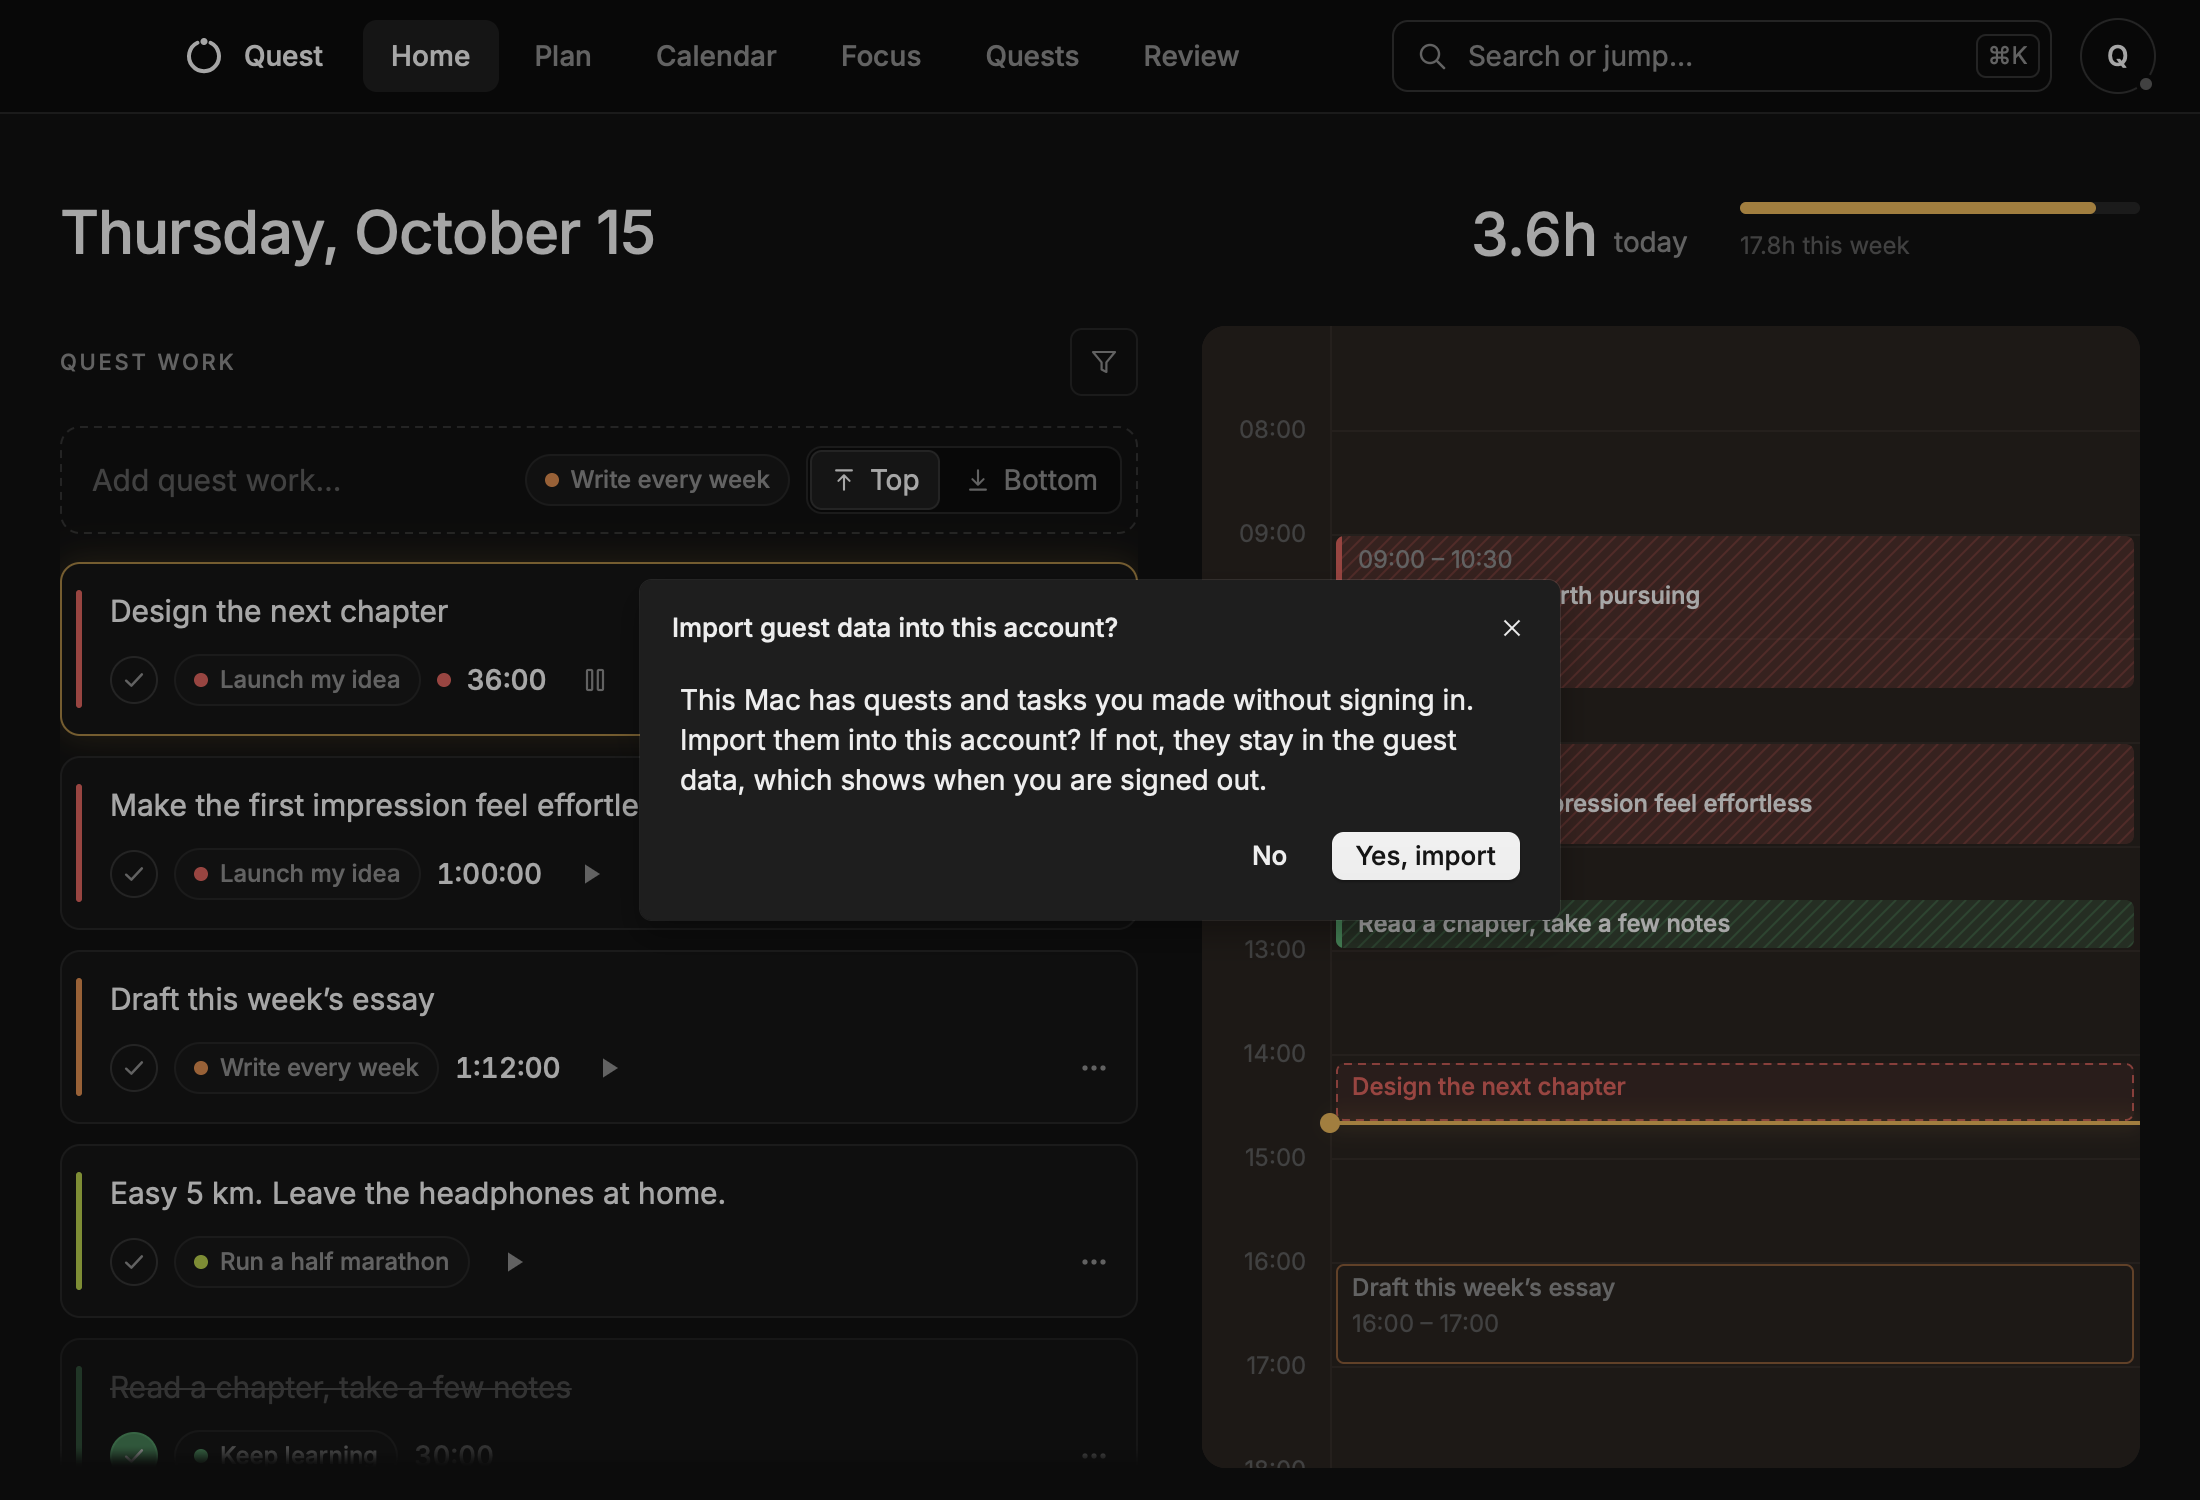 Quest
Home
Plan
Calendar
Focus
Quests
Review
Search or jump...
⌘K
Q
Thursday, October 15
3.6h today
17.8h this week
QUEST WORK
Add quest work...
Write every week
Top
Bottom
Design the next chapter
Launch my idea
36:00
Make the first impression feel effortle
Launch my idea
1:00:00
Draft this week’s essay
Write every week
1:12:00
Easy 5 km. Leave the headphones at home.
Run a half marathon
Read a chapter, take a few notes
Keep learning
30:00
Import guest data into this account?
This Mac has quests and tasks you made without signing in.
Import them into this account? If not, they stay in the guest
data, which shows when you are signed out.
No
Yes, import
08:00
09:00
09:00 – 10:30
rth pursuing
pression feel effortless
Read a chapter, take a few notes
13:00
14:00
Design the next chapter
15:00
16:00
Draft this week’s essay
16:00 – 17:00
17:00
18:00